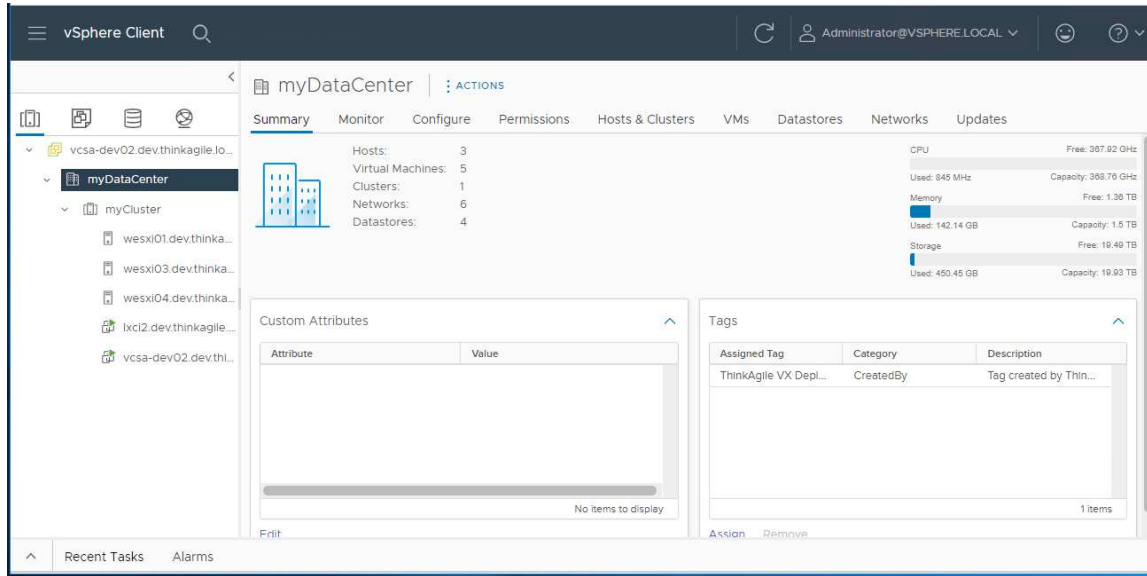 vSphere Client
Administrator@VSPHERE.LOCAL
myDataCenter
ACTIONS
Summary Monitor Configure Permissions Hosts & Clusters VMs Datastores Networks Updates
vcsa-dev02.dev.thinkagile.lo...
myDataCenter
myCluster
wesxi01.dev.thinka...
wesxi03.dev.thinka...
wesxi04.dev.thinka...
lxci2.dev.thinkagile....
vcsa-dev02.dev.thi...
Hosts: 3
Virtual Machines: 5
Clusters: 1
Networks: 6
Datastores: 4
CPU Free: 367.92 GHz
Used: 845 MHz Capacity: 368.76 GHz
Memory Free: 1.36 TB
Used: 142.14 GB Capacity: 1.5 TB
Storage Free: 19.49 TB
Used: 450.45 GB Capacity: 19.93 TB
Custom Attributes
Attribute Value
No items to display
Edit
Tags
Assigned Tag Category Description
ThinkAgile VX Depl... CreatedBy Tag created by Thin...
1 items
Assign Remove
Recent Tasks Alarms